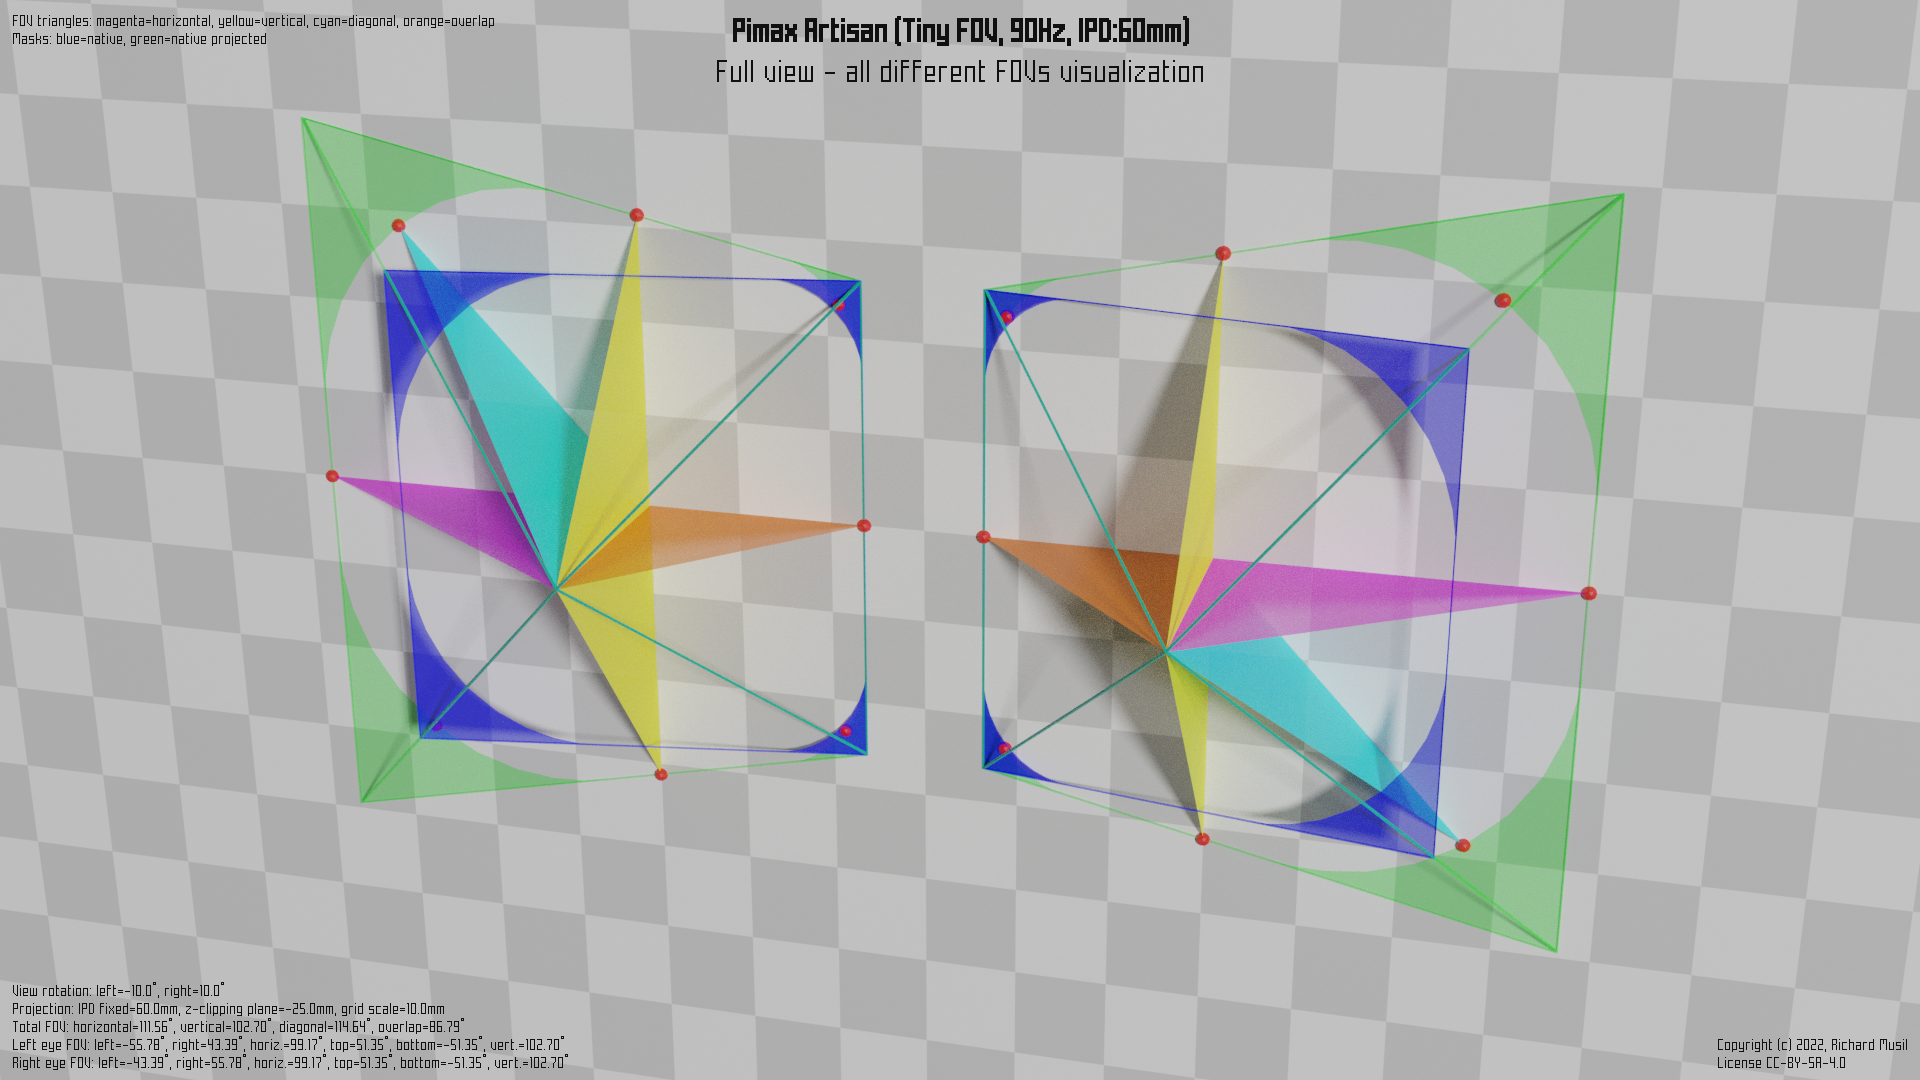 FOV triangles: magenta=horizontal, yellow=vertical, cyan=diagonal, orange=overlap
Masks: blue=native, green=native projected
Pimax Artisan (Tiny FOV, 90Hz, IPD:60mm)
Full view - all different FOVs visualization
View rotation: left=-10.0°, right=10.0°
Projection: IPD fixed=60.0mm, z-clipping plane=-25.0mm, grid scale=10.0mm
Total FOV: horizontal=111.56°, vertical=102.70°, diagonal=114.64°, overlap=86.79°
Left eye FOV: left=-55.78°, right=43.39°, horiz.=99.17°, top=51.35°, bottom=-51.35°, vert.=102.70°
Right eye FOV: left=-43.39°, right=55.78°, horiz.=99.17°, top=51.35°, bottom=-51.35°, vert.=102.70°
Copyright (c) 2022, Richard Musil
License CC-BY-SA-4.0